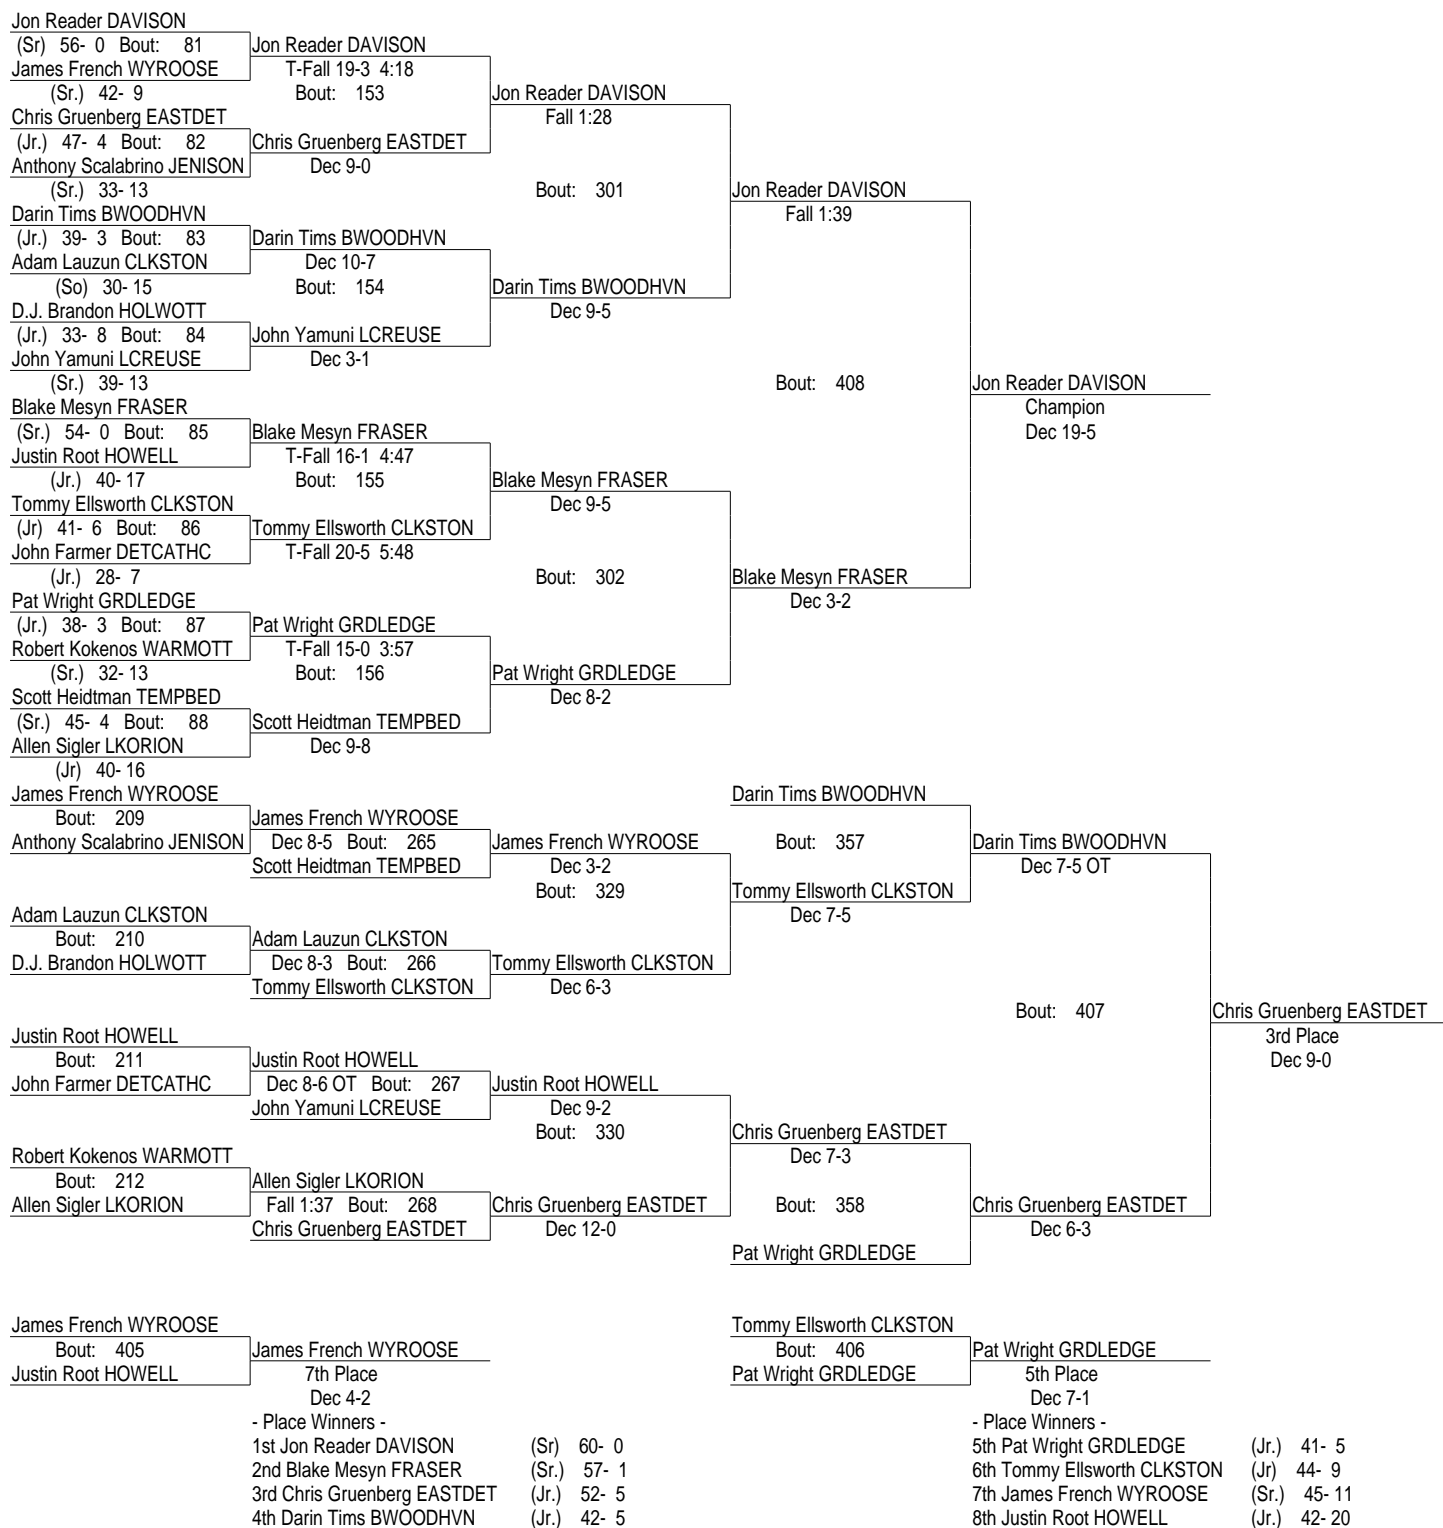 Jon Reader DAVISON
(Sr) 56- 0 Bout: 81 Jon Reader DAVISON
James French WYROOSE T-Fall 19-3 4:18
(Sr.) 42- 9 Bout: 153 Jon Reader DAVISON
Chris Gruenberg EASTDET Fall 1:28
(Jr.) 47- 4 Bout: 82 Chris Gruenberg EASTDET
Anthony Scalabrino JENISON Dec 9-0
(Sr.) 33- 13 Bout: 301 Jon Reader DAVISON
Darin Tims BWOODHVN Fall 1:39
(Jr.) 39- 3 Bout: 83 Darin Tims BWOODHVN
Adam Lauzun CLKSTON Dec 10-7
(So) 30- 15 Bout: 154 Darin Tims BWOODHVN
D.J. Brandon HOLWOTT Dec 9-5
(Jr.) 33- 8 Bout: 84 John Yamuni LCREUSE
John Yamuni LCREUSE Dec 3-1
(Sr.) 39- 13 Bout: 408 Jon Reader DAVISON
Blake Mesyn FRASER Champion
(Sr.) 54- 0 Bout: 85 Blake Mesyn FRASER Dec 19-5
Justin Root HOWELL T-Fall 16-1 4:47
(Jr.) 40- 17 Bout: 155 Blake Mesyn FRASER
Tommy Ellsworth CLKSTON Dec 9-5
(Jr) 41- 6 Bout: 86 Tommy Ellsworth CLKSTON
John Farmer DETCATHC T-Fall 20-5 5:48
(Jr.) 28- 7 Bout: 302 Blake Mesyn FRASER
Pat Wright GRDLEDGE Dec 3-2
(Jr.) 38- 3 Bout: 87 Pat Wright GRDLEDGE
Robert Kokenos WARMOTT T-Fall 15-0 3:57
(Sr.) 32- 13 Bout: 156 Pat Wright GRDLEDGE
Scott Heidtman TEMPBED Dec 8-2
(Sr.) 45- 4 Bout: 88 Scott Heidtman TEMPBED
Allen Sigler LKORION Dec 9-8
(Jr) 40- 16
James French WYROOSE Darin Tims BWOODHVN
Bout: 209 James French WYROOSE
Anthony Scalabrino JENISON Dec 8-5 Bout: 265 James French WYROOSE Bout: 357 Darin Tims BWOODHVN
Scott Heidtman TEMPBED Dec 3-2 Dec 7-5 OT
Bout: 329 Tommy Ellsworth CLKSTON
Adam Lauzun CLKSTON Dec 7-5
Bout: 210 Adam Lauzun CLKSTON
D.J. Brandon HOLWOTT Dec 8-3 Bout: 266 Tommy Ellsworth CLKSTON
Tommy Ellsworth CLKSTON Dec 6-3
Bout: 407 Chris Gruenberg EASTDET
Justin Root HOWELL 3rd Place
Bout: 211 Justin Root HOWELL Dec 9-0
John Farmer DETCATHC Dec 8-6 OT Bout: 267 Justin Root HOWELL
John Yamuni LCREUSE Dec 9-2
Bout: 330 Chris Gruenberg EASTDET
Robert Kokenos WARMOTT Dec 7-3
Bout: 212 Allen Sigler LKORION
Allen Sigler LKORION Fall 1:37 Bout: 268 Chris Gruenberg EASTDET Bout: 358 Chris Gruenberg EASTDET
Chris Gruenberg EASTDET Dec 12-0 Dec 6-3
Pat Wright GRDLEDGE
James French WYROOSE Tommy Ellsworth CLKSTON
Bout: 405 James French WYROOSE Bout: 406 Pat Wright GRDLEDGE
Justin Root HOWELL 7th Place Pat Wright GRDLEDGE 5th Place
Dec 4-2 Dec 7-1
- Place Winners - - Place Winners -
1st Jon Reader DAVISON (Sr) 60- 0 5th Pat Wright GRDLEDGE (Jr.) 41- 5
2nd Blake Mesyn FRASER (Sr.) 57- 1 6th Tommy Ellsworth CLKSTON (Jr) 44- 9
3rd Chris Gruenberg EASTDET (Jr.) 52- 5 7th James French WYROOSE (Sr.) 45- 11
4th Darin Tims BWOODHVN (Jr.) 42- 5 8th Justin Root HOWELL (Jr.) 42- 20